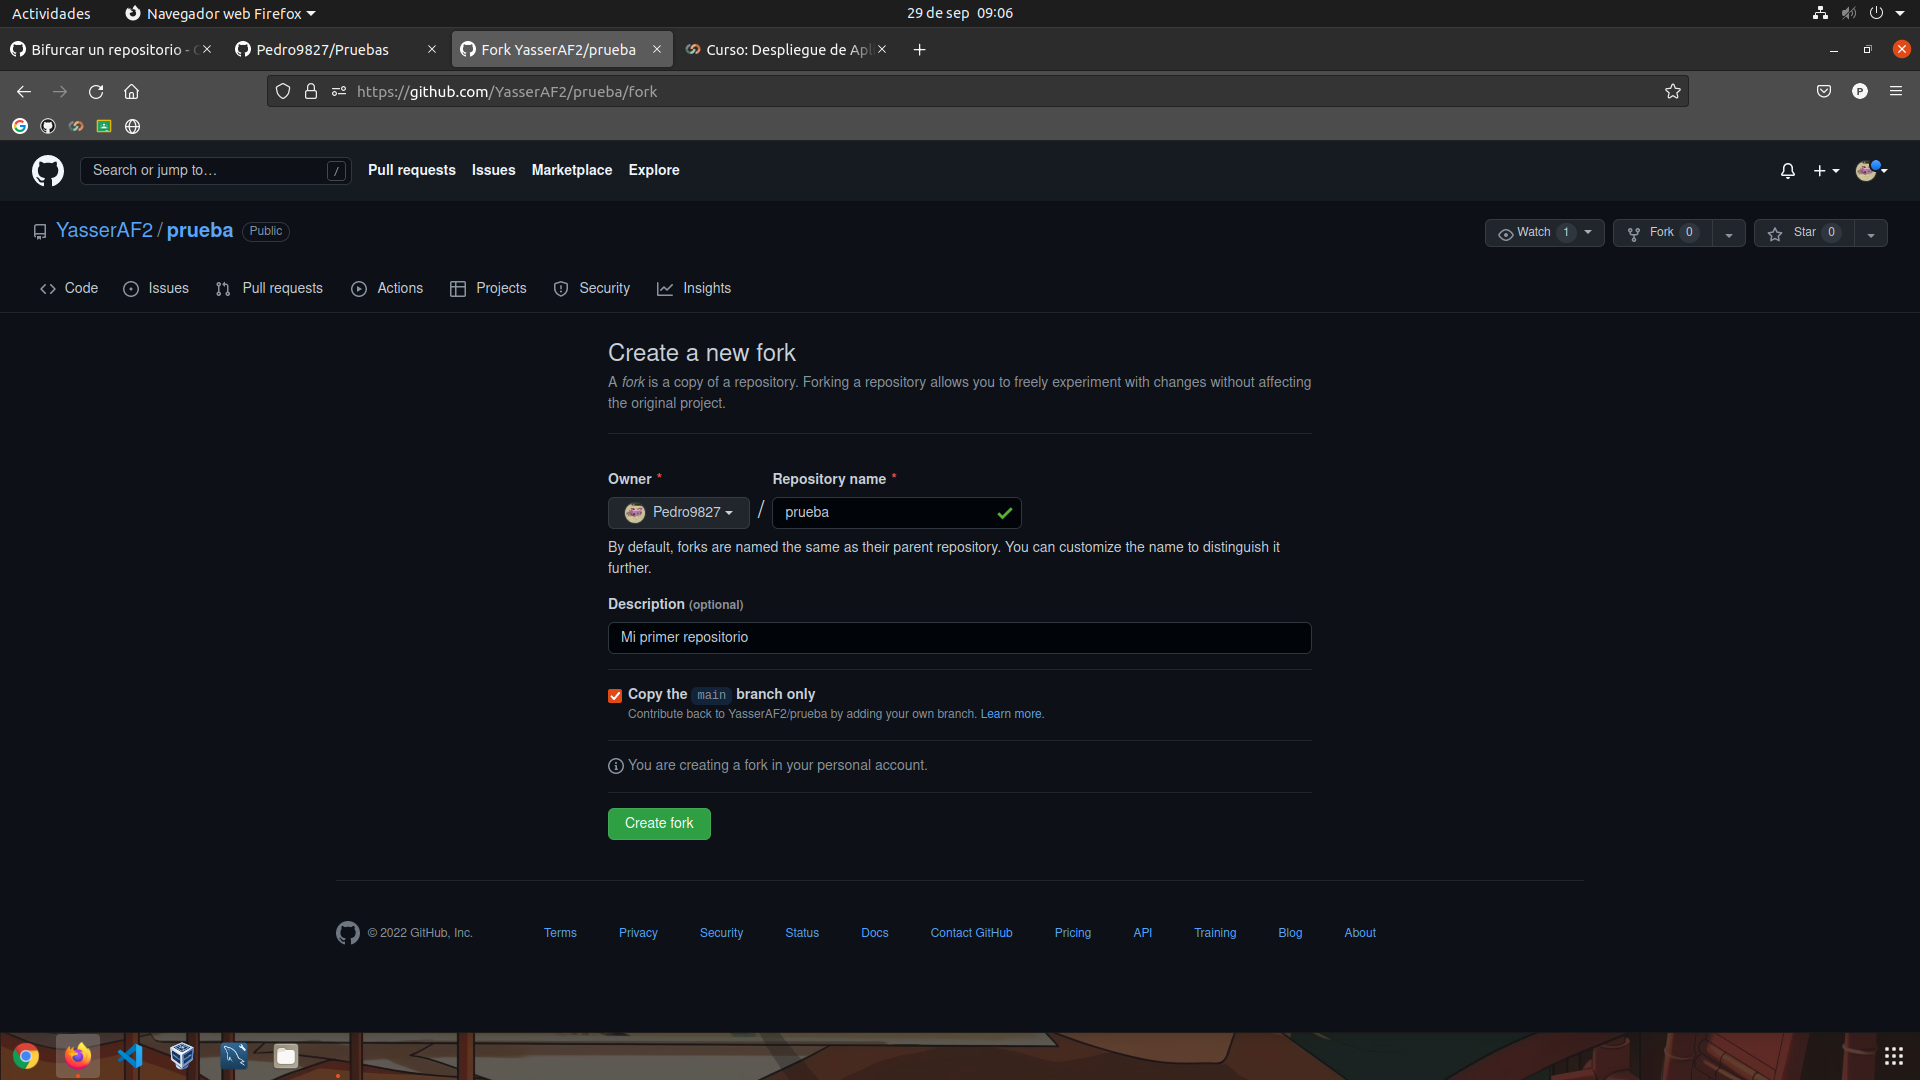 Actividades
Navegador web Firefox
29 de sep 09:06
Bifurcar un repositorio -
Pedro9827/Pruebas
Fork YasserAF2/prueba
Curso: Despliegue de Apl
https://github.com/YasserAF2/prueba/fork
P
Search or jump to…
/
Pull requests
Issues
Marketplace
Explore
YasserAF2 / prueba
Public
Watch 1
Fork 0
Star 0
Code
Issues
Pull requests
Actions
Projects
Security
Insights
Create a new fork
A fork is a copy of a repository. Forking a repository allows you to freely experiment with changes without affecting
the original project.
Owner *
Repository name *
Pedro9827
/
prueba
By default, forks are named the same as their parent repository. You can customize the name to distinguish it
further.
Description (optional)
Mi primer repositorio
Copy the main branch only
Contribute back to YasserAF2/prueba by adding your own branch. Learn more.
You are creating a fork in your personal account.
Create fork
© 2022 GitHub, Inc.
Terms
Privacy
Security
Status
Docs
Contact GitHub
Pricing
API
Training
Blog
About